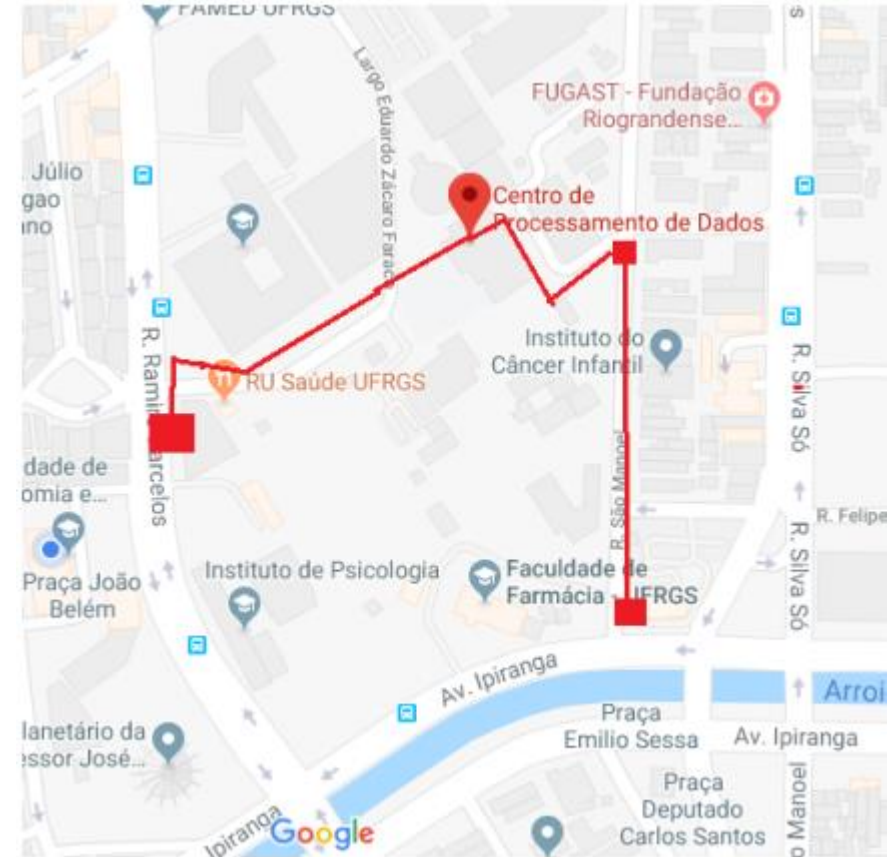 FAMED UFRGS
Largo Eduardo Zácaro Faraco
FUGAST - Fundação
Riograndense...
Júlio
gao
ano
Centro de
Processamento de Dados
R. Ramiro Barcelos
RU Saúde UFRGS
Instituto do
Câncer Infantil
R. Silva Só
R. São Manoel
dade de
omia e...
R. Felipe
Praça João
Belém
Instituto de Psicologia
Faculdade de
Farmácia - UFRGS
R. Silva Só
Av. Ipiranga
Arroi
Praça
Emilio Sessa
Av. Ipiranga
lanetário da
essor José...
Praça
Deputado
Carlos Santos
o Manoel
Ipiranga
Google